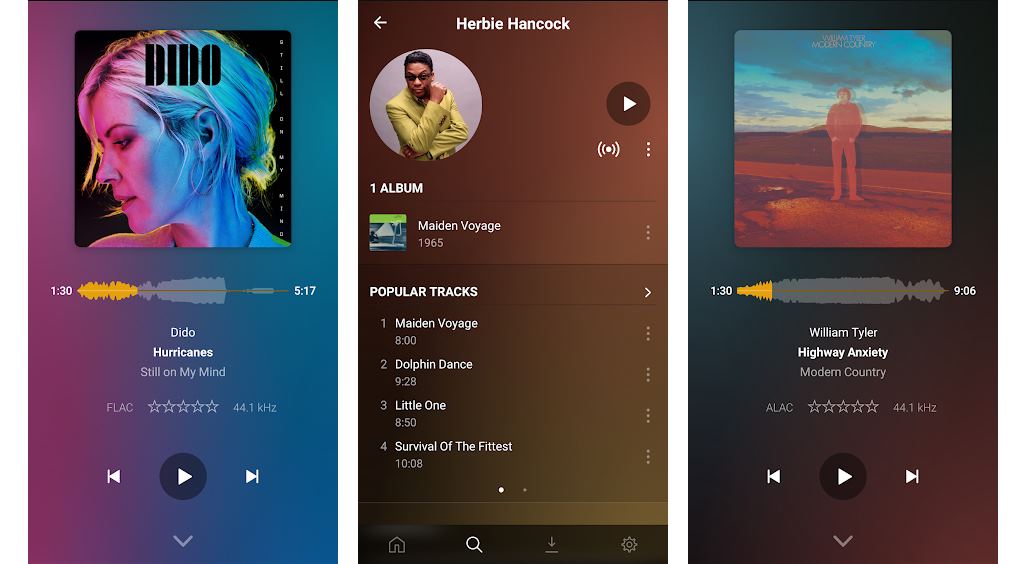 DIDO
STILL ON MY MIND
1:30
5:17
Dido
Hurricanes
Still on My Mind
FLAC
44.1 kHz
Herbie Hancock
1 ALBUM
Maiden Voyage
1965
POPULAR TRACKS
1 Maiden Voyage
8:00
2 Dolphin Dance
9:28
3 Little One
8:50
4 Survival Of The Fittest
10:08
WILLIAM TYLER
MODERN COUNTRY
1:30
9:06
William Tyler
Highway Anxiety
Modern Country
ALAC
44.1 kHz